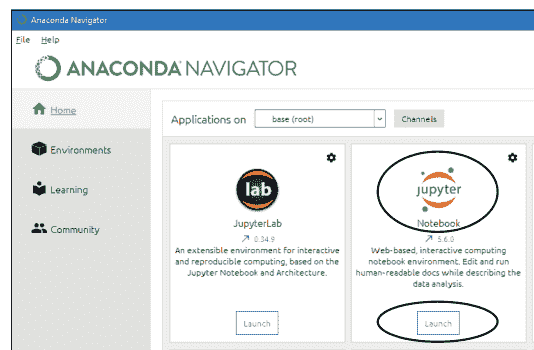 Anaconda Navigator
File Help
ANACONDA NAVIGATOR
Home
Applications on base (root) Channels
Environments
Learning
Community
lab
JupyterLab
0.34.9
An extensible environment for interactive
and reproducible computing, based on the
Jupyter Notebook and Architecture.
Launch
jupyter
Notebook
5.6.0
Web-based, interactive computing
notebook environment. Edit and run
human-readable docs while describing the
data analysis.
Launch